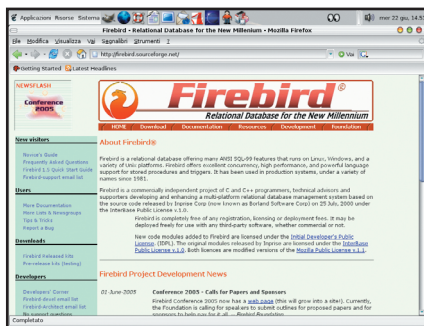 Applicazioni Risorse Sistema
mer 22 giu, 14.5
Firebird - Relational Database for the New Millenium - Mozilla Firefox
File Modifica Visualizza Vai Segnalibri Strumenti ?
http://firebird.sourceforge.net/
Vai
Getting Started Latest Headlines
NEWSFLASH
Conference
2005
Firebird®
Relational Database for the New Millennium
HOME Download Documentation Resources Development Foundation
New visitors
Novice's Guide
Frequently Asked Questions
Firebird 1.5 Quick Start Guide
Firebird-support email list
Users
More Documentation
More Lists & Newsgroups
Tips & Tricks
Report a Bug
Downloads
Firebird Released kits
Pre-release kits (testing)
Developers
Developers' Corner
Firebird-devel email list
Firebird-Architect email list
No support questions
About Firebird®
Firebird is a relational database offering many ANSI SQL-99 features that runs on Linux, Windows, and a
variety of Unix platforms. Firebird offers excellent concurrency, high performance, and powerful language
support for stored procedures and triggers. It has been used in production systems, under a variety of
names since 1981.
Firebird is a commercially independent project of C and C++ programmers, technical advisors and
supporters developing and enhancing a multi-platform relational database management system based on
the source code released by Inprise Corp (now known as Borland Software Corp) on 25 July, 2000 under
the InterBase Public License v.1.0.
Firebird is completely free of any registration, licensing or deployment fees. It may be
deployed freely for use with any third-party software, whether commercial or not.
New code modules added to Firebird are licensed under the Initial Developer's Public
License. (IDPL). The original modules released by Inprise are licensed under the InterBase
Public License v.1.0. Both licences are modified versions of the Mozilla Public License v.1.1.
Firebird Project Development News
01-June-2005 Conference 2005 - Calls for Papers and Sponsors
Firebird Conference 2005 now has a web page (this will grow into a site!). Currently,
the Foundation is calling for speakers to submit outlines for proposed papers and for
sponsors to help pay for it all -- Firebird Foundation
Completato